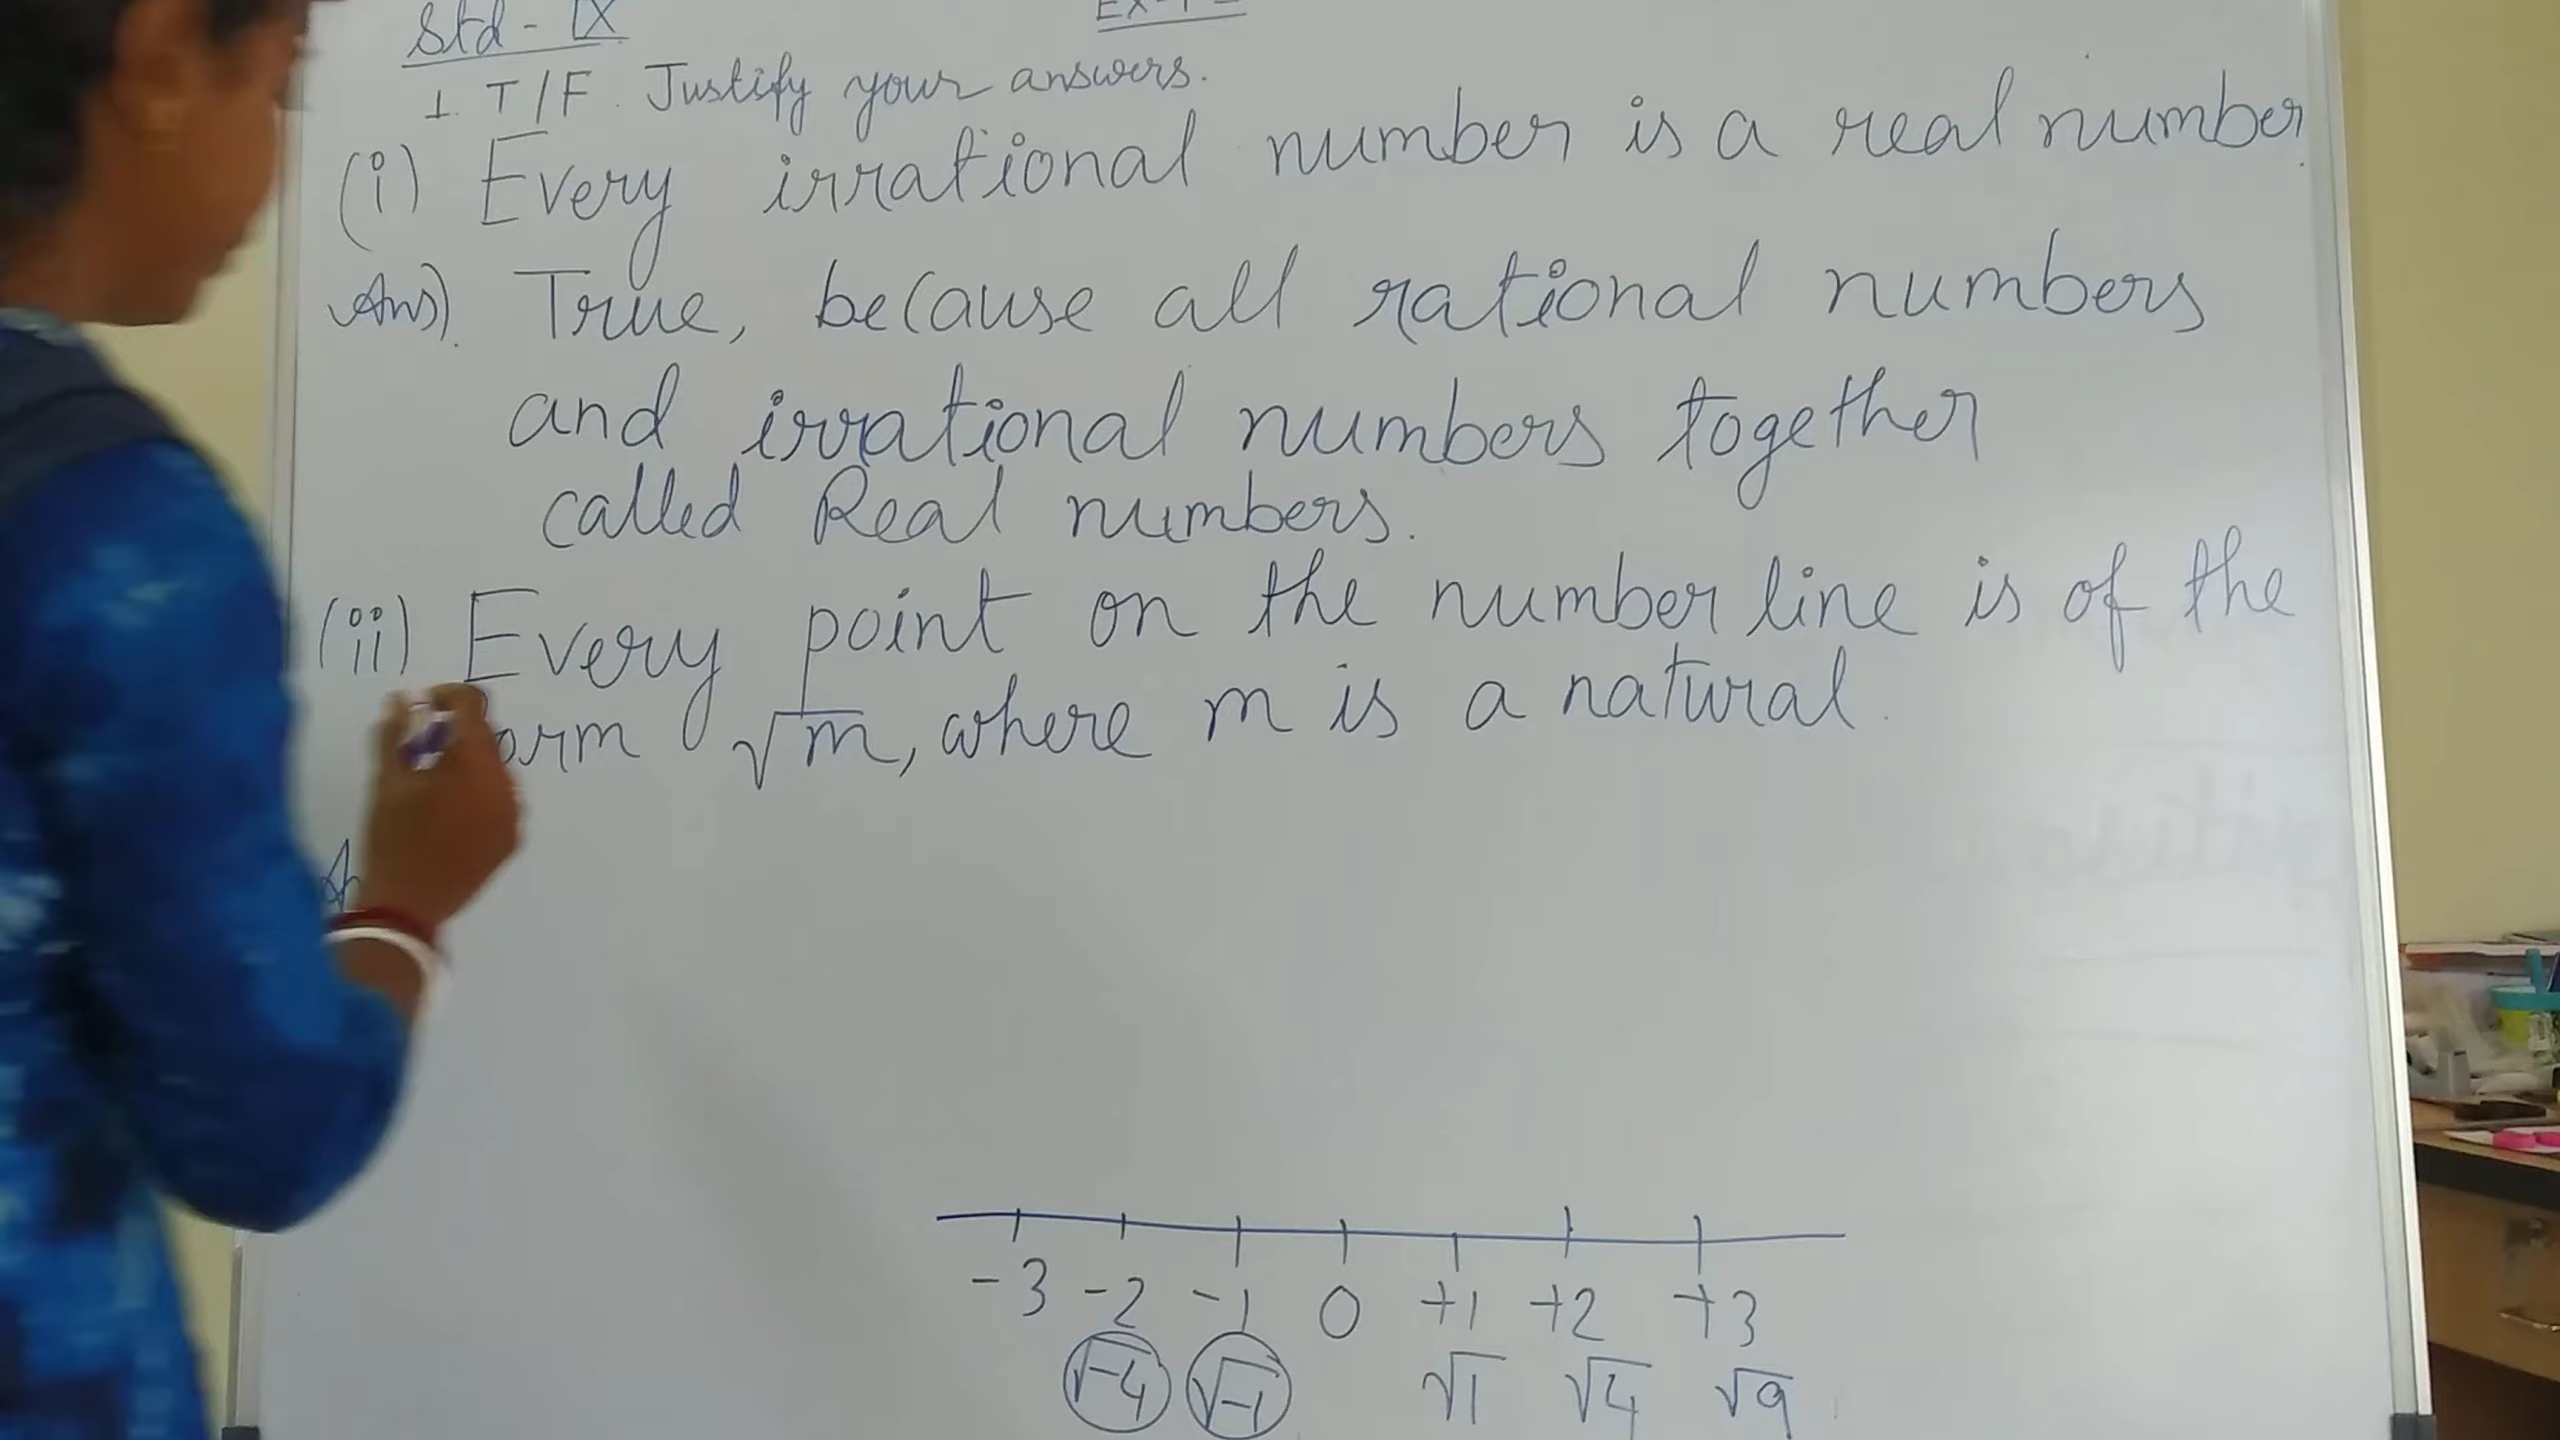 Std - IX
1. T/F. Justify your answers.
(i) Every irrational number is a real number.
Ans). True, because all rational numbers
and irrational numbers together
called Real numbers.
(ii) Every point on the number line is of the
form √m, where m is a natural.
-3 -2 -1 0 +1 +2 +3
√-4 √-1 √1 √4 √9